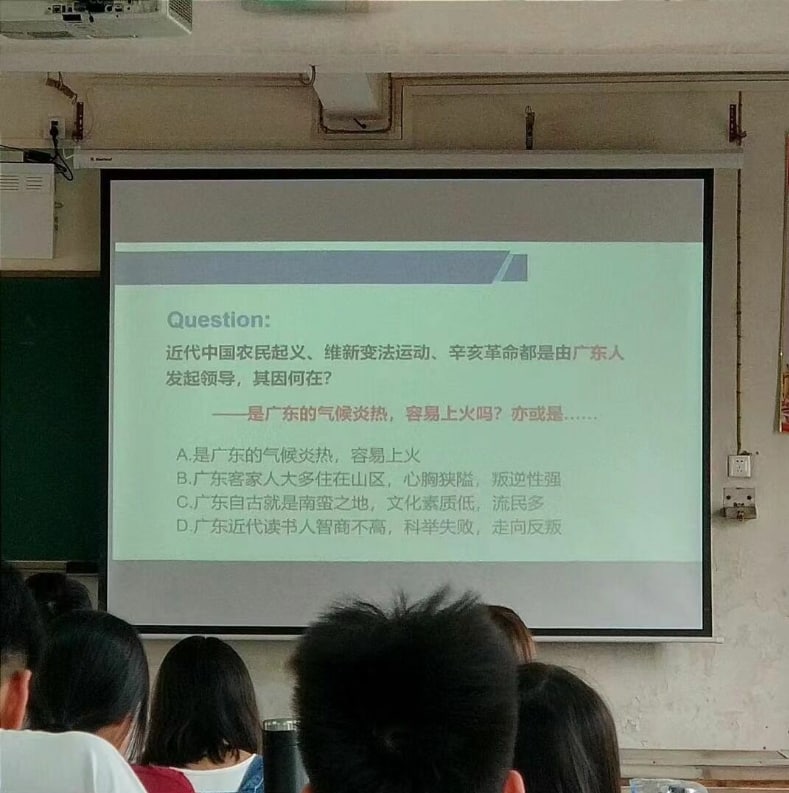 Question:
近代中国农民起义、维新变法运动、辛亥革命都是由广东人
发起领导，其因何在？
——是广东的气候炎热，容易上火吗？亦或是……
A.是广东的气候炎热，容易上火
B.广东客家人大多住在山区，心胸狭隘，叛逆性强
C.广东自古就是南蛮之地，文化素质低，流民多
D.广东近代读书人智商不高，科举失败，走向反叛